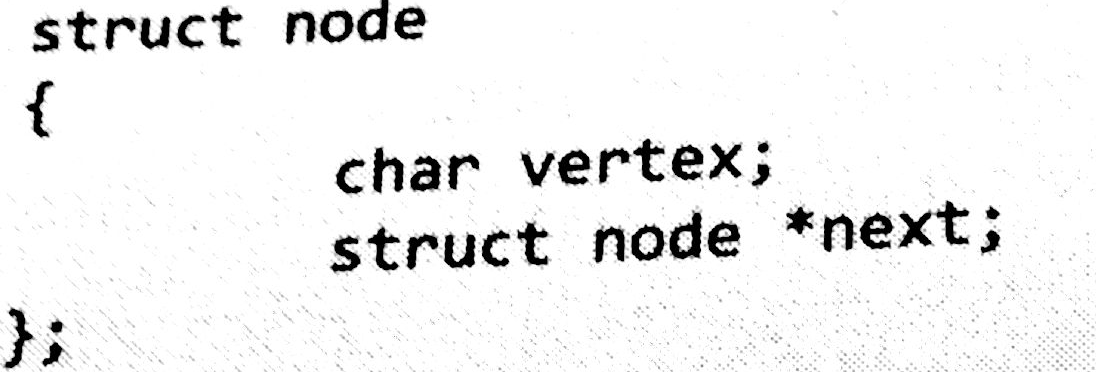 struct node
{
char vertex;
struct node *next;
};